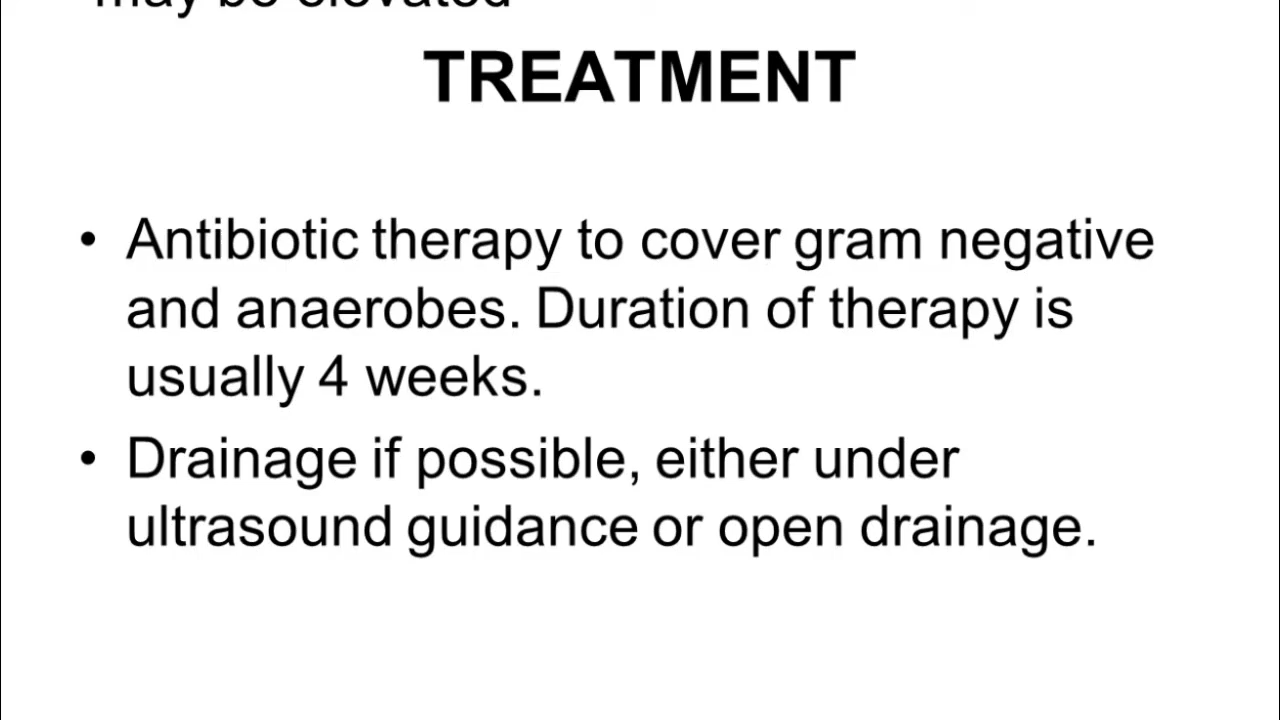 may be elevated
TREATMENT
• Antibiotic therapy to cover gram negative
and anaerobes. Duration of therapy is
usually 4 weeks.
• Drainage if possible, either under
ultrasound guidance or open drainage.